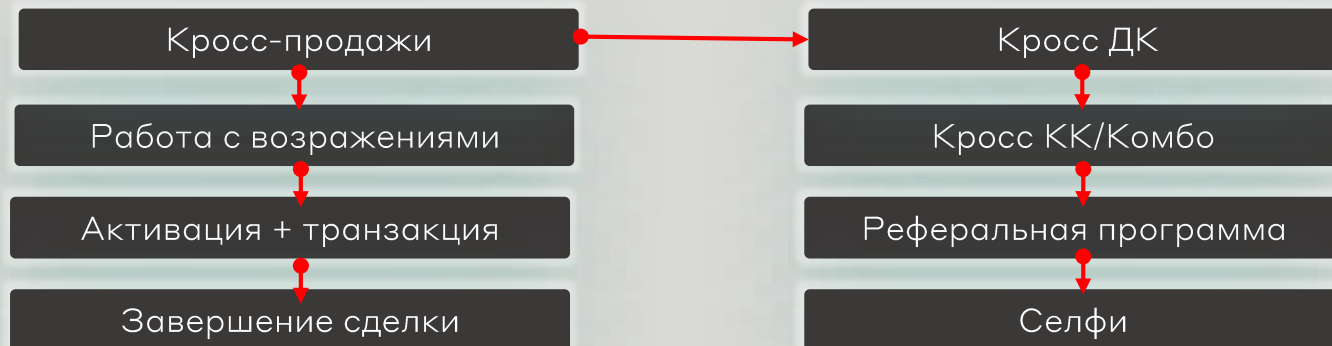 Кросс-продажи
Работа с возражениями
Активация + транзакция
Завершение сделки
Кросс ДК
Кросс КК/Комбо
Реферальная программа
Селфи